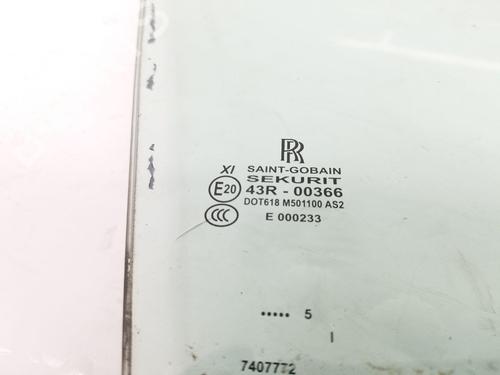 RR
XI SAINT-GOBAIN
SEKURIT
E20 43R - 00366
DOT618 M501100 AS2
CCC E 000233
..... 5
I
7407772